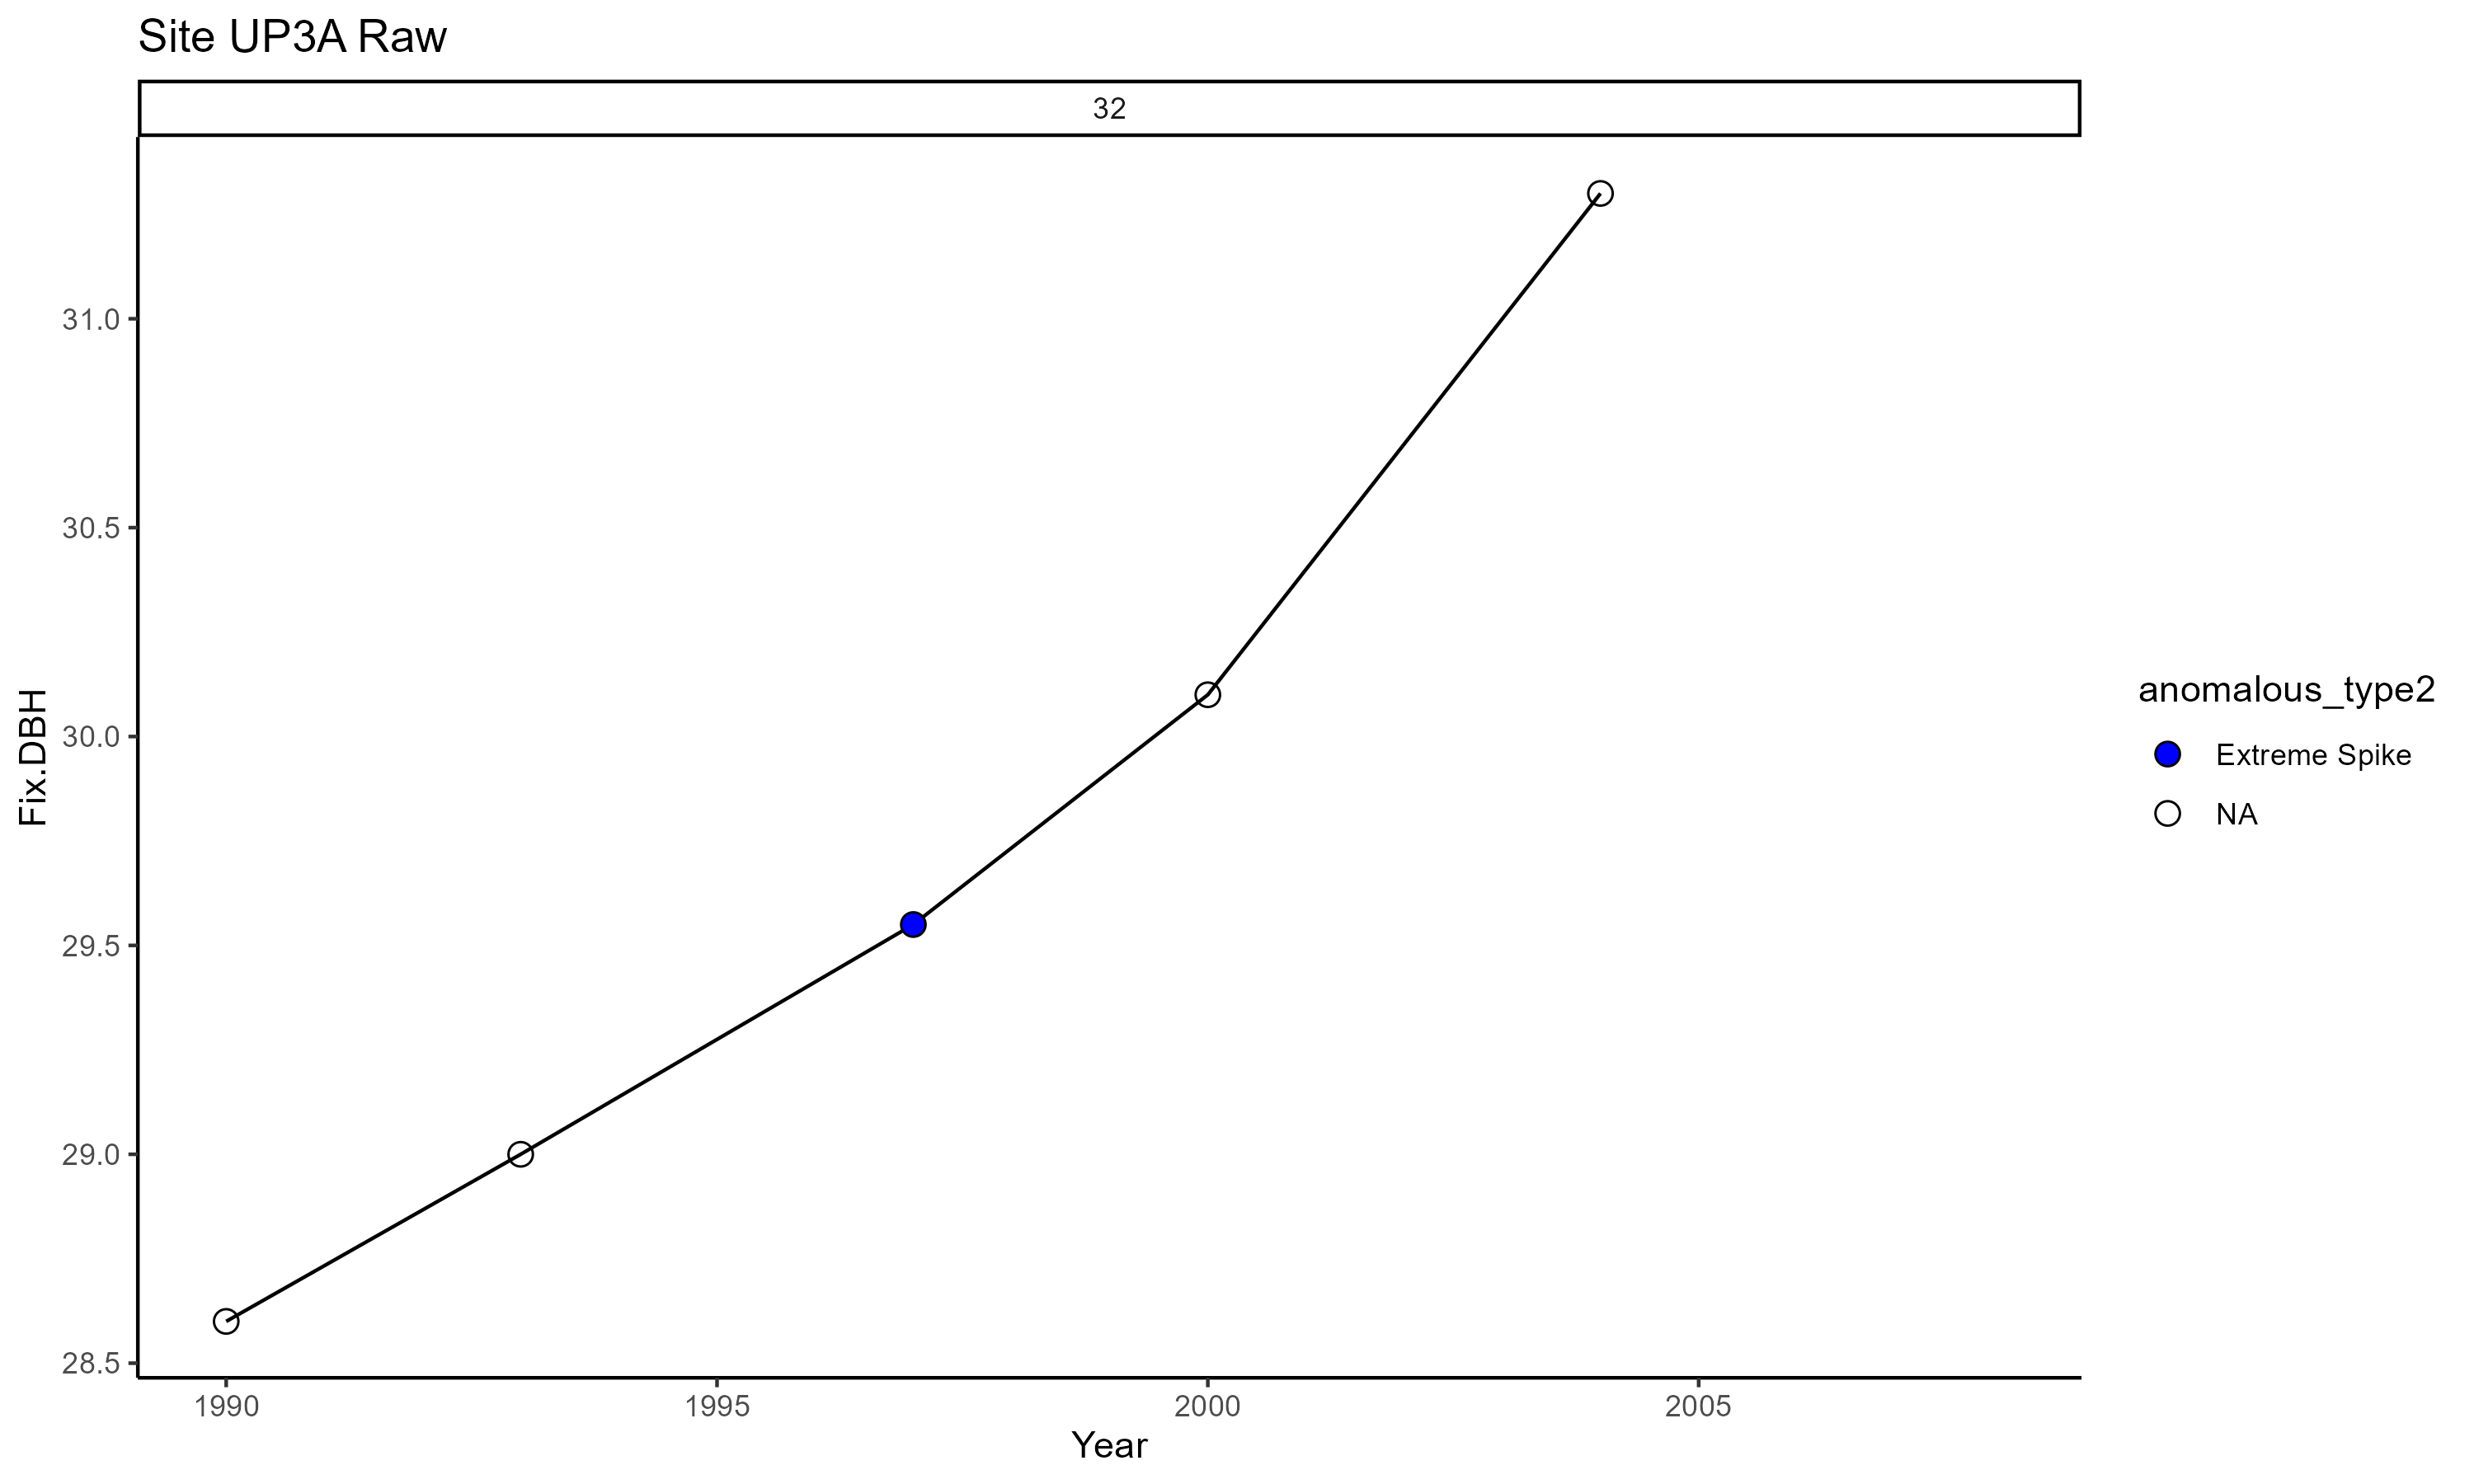 Site UP3A Raw
32
31.0
30.5
30.0
29.5
29.0
28.5
Fix.DBH
1990 1995 2000 2005
Year
anomalous_type2
Extreme Spike
NA